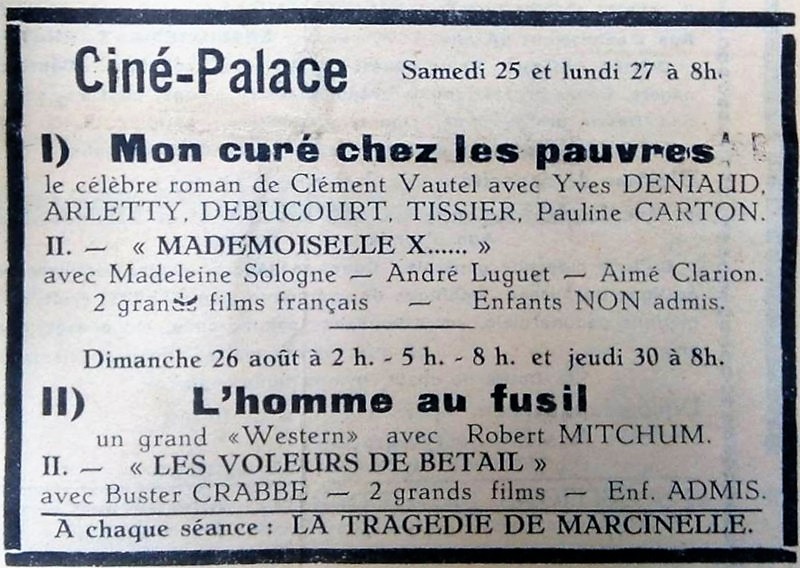 Ciné-Palace Samedi 25 et lundi 27 à 8h.
I) Mon curé chez les pauvres
le célèbre roman de Clément Vautel avec Yves DENIAUD,
ARLETTY, DEBUCOURT, TISSIER, Pauline CARTON.
II. — « MADEMOISELLE X...... »
avec Madeleine Sologne — André Luguet — Aimé Clarion.
2 grands films français — Enfants NON admis.
Dimanche 26 août à 2 h. - 5 h. - 8 h. et jeudi 30 à 8h.
II) L'homme au fusil
un grand «Western» avec Robert MITCHUM.
II. — « LES VOLEURS DE BETAIL »
avec Buster CRABBE — 2 grands films — Enf. ADMIS.
A chaque séance : LA TRAGEDIE DE MARCINELLE.